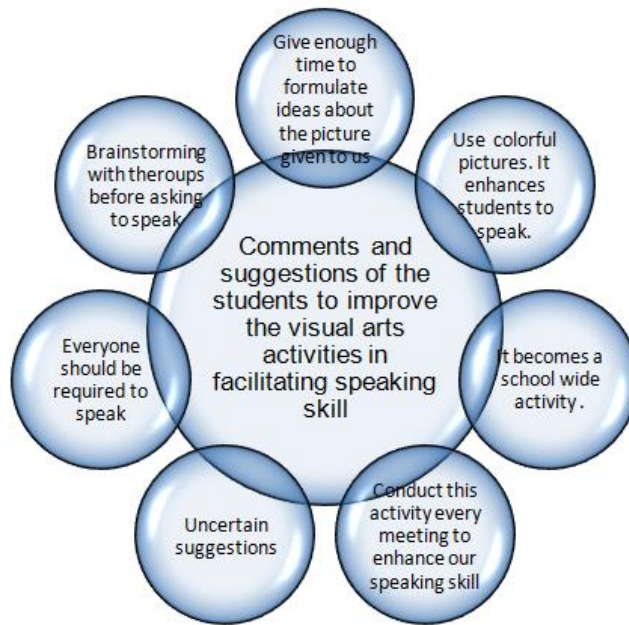 Give enough
time to
formulate
ideas about
the picture
given to us
Use colorful
pictures. It
enhances
students to
speak.
It becomes a
school wide
activity .
Conduct this
activity every
meeting to
enhance our
speaking skill
Uncertain
suggestions
Everyone
should be
required to
speak
Brainstorming
with theroups
before asking
to speak
Comments and
suggestions of the
students to improve
the visual arts
activities in
facilitating speaking
skill